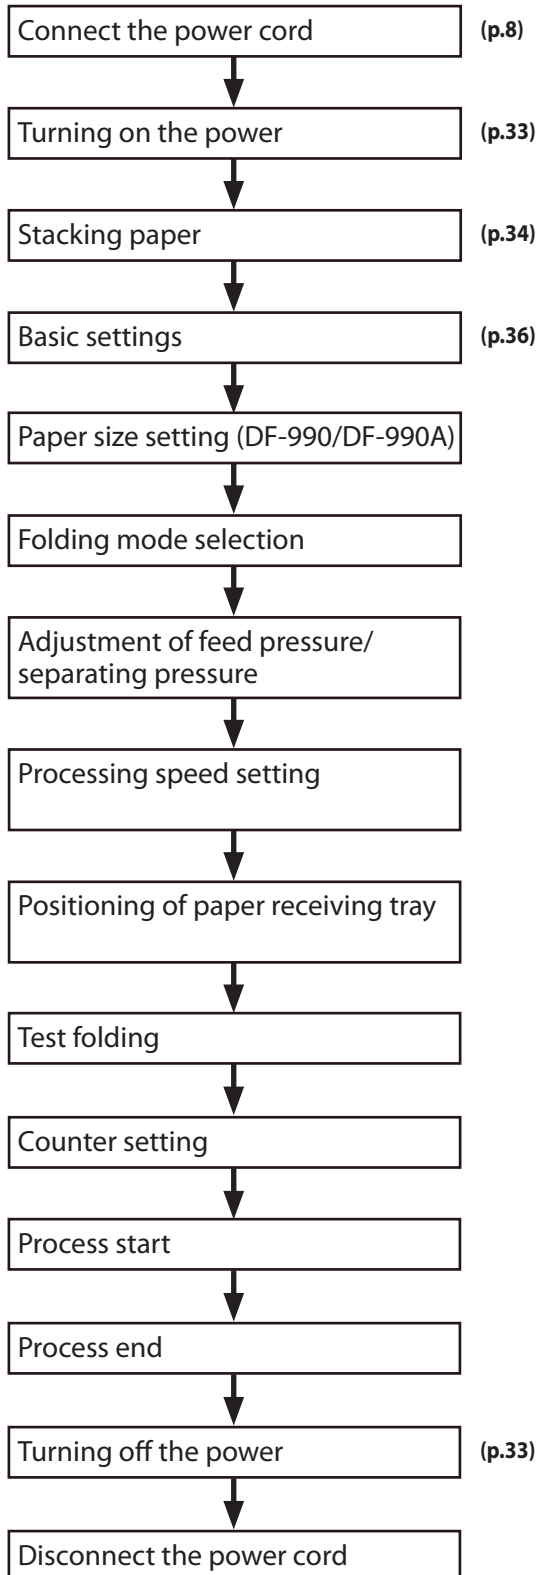 Connect the power cord (p.8)
Turning on the power (p.33)
Stacking paper (p.34)
Basic settings (p.36)
Paper size setting (DF-990/DF-990A)
Folding mode selection
Adjustment of feed pressure/
separating pressure
Processing speed setting
Positioning of paper receiving tray
Test folding
Counter setting
Process start
Process end
Turning off the power (p.33)
Disconnect the power cord